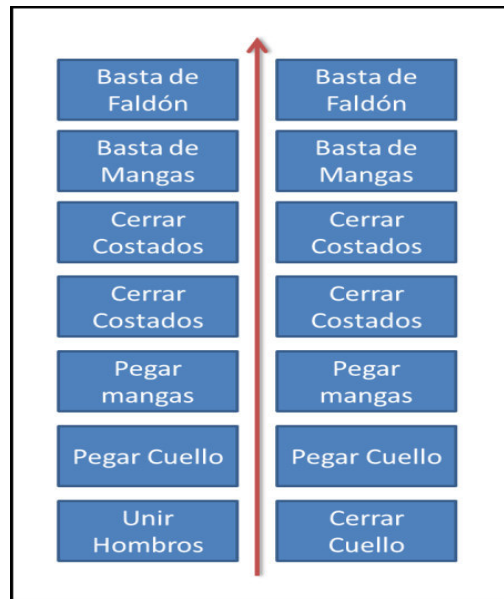 Basta de
Faldón
Basta de
Faldón
Basta de
Mangas
Basta de
Mangas
Cerrar
Costados
Cerrar
Costados
Cerrar
Costados
Cerrar
Costados
Pegar
mangas
Pegar
mangas
Pegar Cuello
Pegar Cuello
Unir
Hombros
Cerrar
Cuello